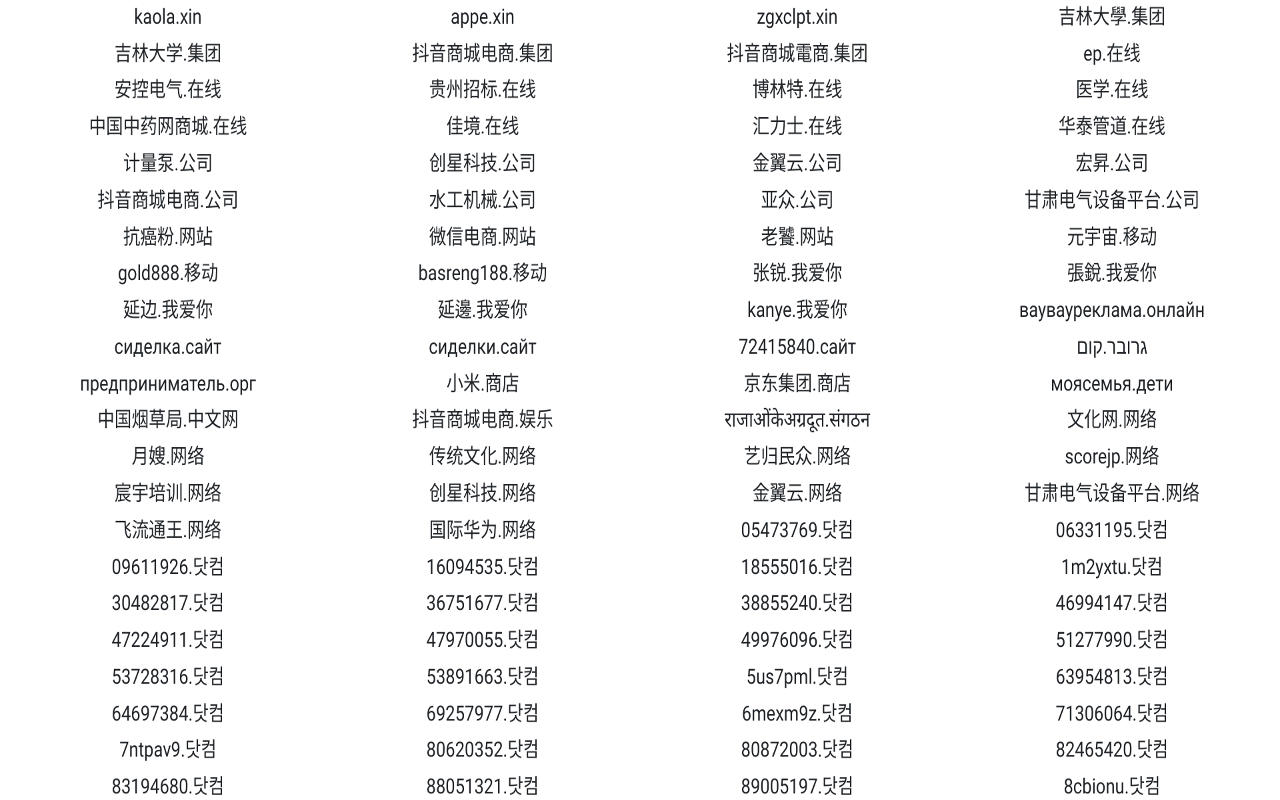 kaola.xin appe.xin zgxclpt.xin 吉林大學.集团
吉林大学.集团 抖音商城电商.集团 抖音商城電商.集团 ep.在线
安控电气.在线 贵州招标.在线 博林特.在线 医学.在线
中国中药网商城.在线 佳境.在线 汇力士.在线 华泰管道.在线
计量泵.公司 创星科技.公司 金翼云.公司 宏昇.公司
抖音商城电商.公司 水工机械.公司 亚众.公司 甘肃电气设备平台.公司
抗癌粉.网站 微信电商.网站 老饕.网站 元宇宙.移动
gold888.移动 basreng188.移动 张锐.我爱你 張銳.我爱你
延边.我爱你 延邊.我爱你 kanye.我爱你 ваувауреклама.онлайн
сиделка.сайт сиделки.сайт 72415840.сайт גרובר.קום
предприниматель.орг 小米.商店 京东集团.商店 моясемья.дети
中国烟草局.中文网 抖音商城电商.娱乐 राजाओंकेअग्रदूत.संगठन 文化网.网络
月嫂.网络 传统文化.网络 艺归民众.网络 scorejp.网络
宸宇培训.网络 创星科技.网络 金翼云.网络 甘肃电气设备平台.网络
飞流通王.网络 国际华为.网络 05473769.닷컴 06331195.닷컴
09611926.닷컴 16094535.닷컴 18555016.닷컴 1m2yxtu.닷컴
30482817.닷컴 36751677.닷컴 38855240.닷컴 46994147.닷컴
47224911.닷컴 47970055.닷컴 49976096.닷컴 51277990.닷컴
53728316.닷컴 53891663.닷컴 5us7pml.닷컴 63954813.닷컴
64697384.닷컴 69257977.닷컴 6mexm9z.닷컴 71306064.닷컴
7ntpav9.닷컴 80620352.닷컴 80872003.닷컴 82465420.닷컴
83194680.닷컴 88051321.닷컴 89005197.닷컴 8cbionu.닷컴